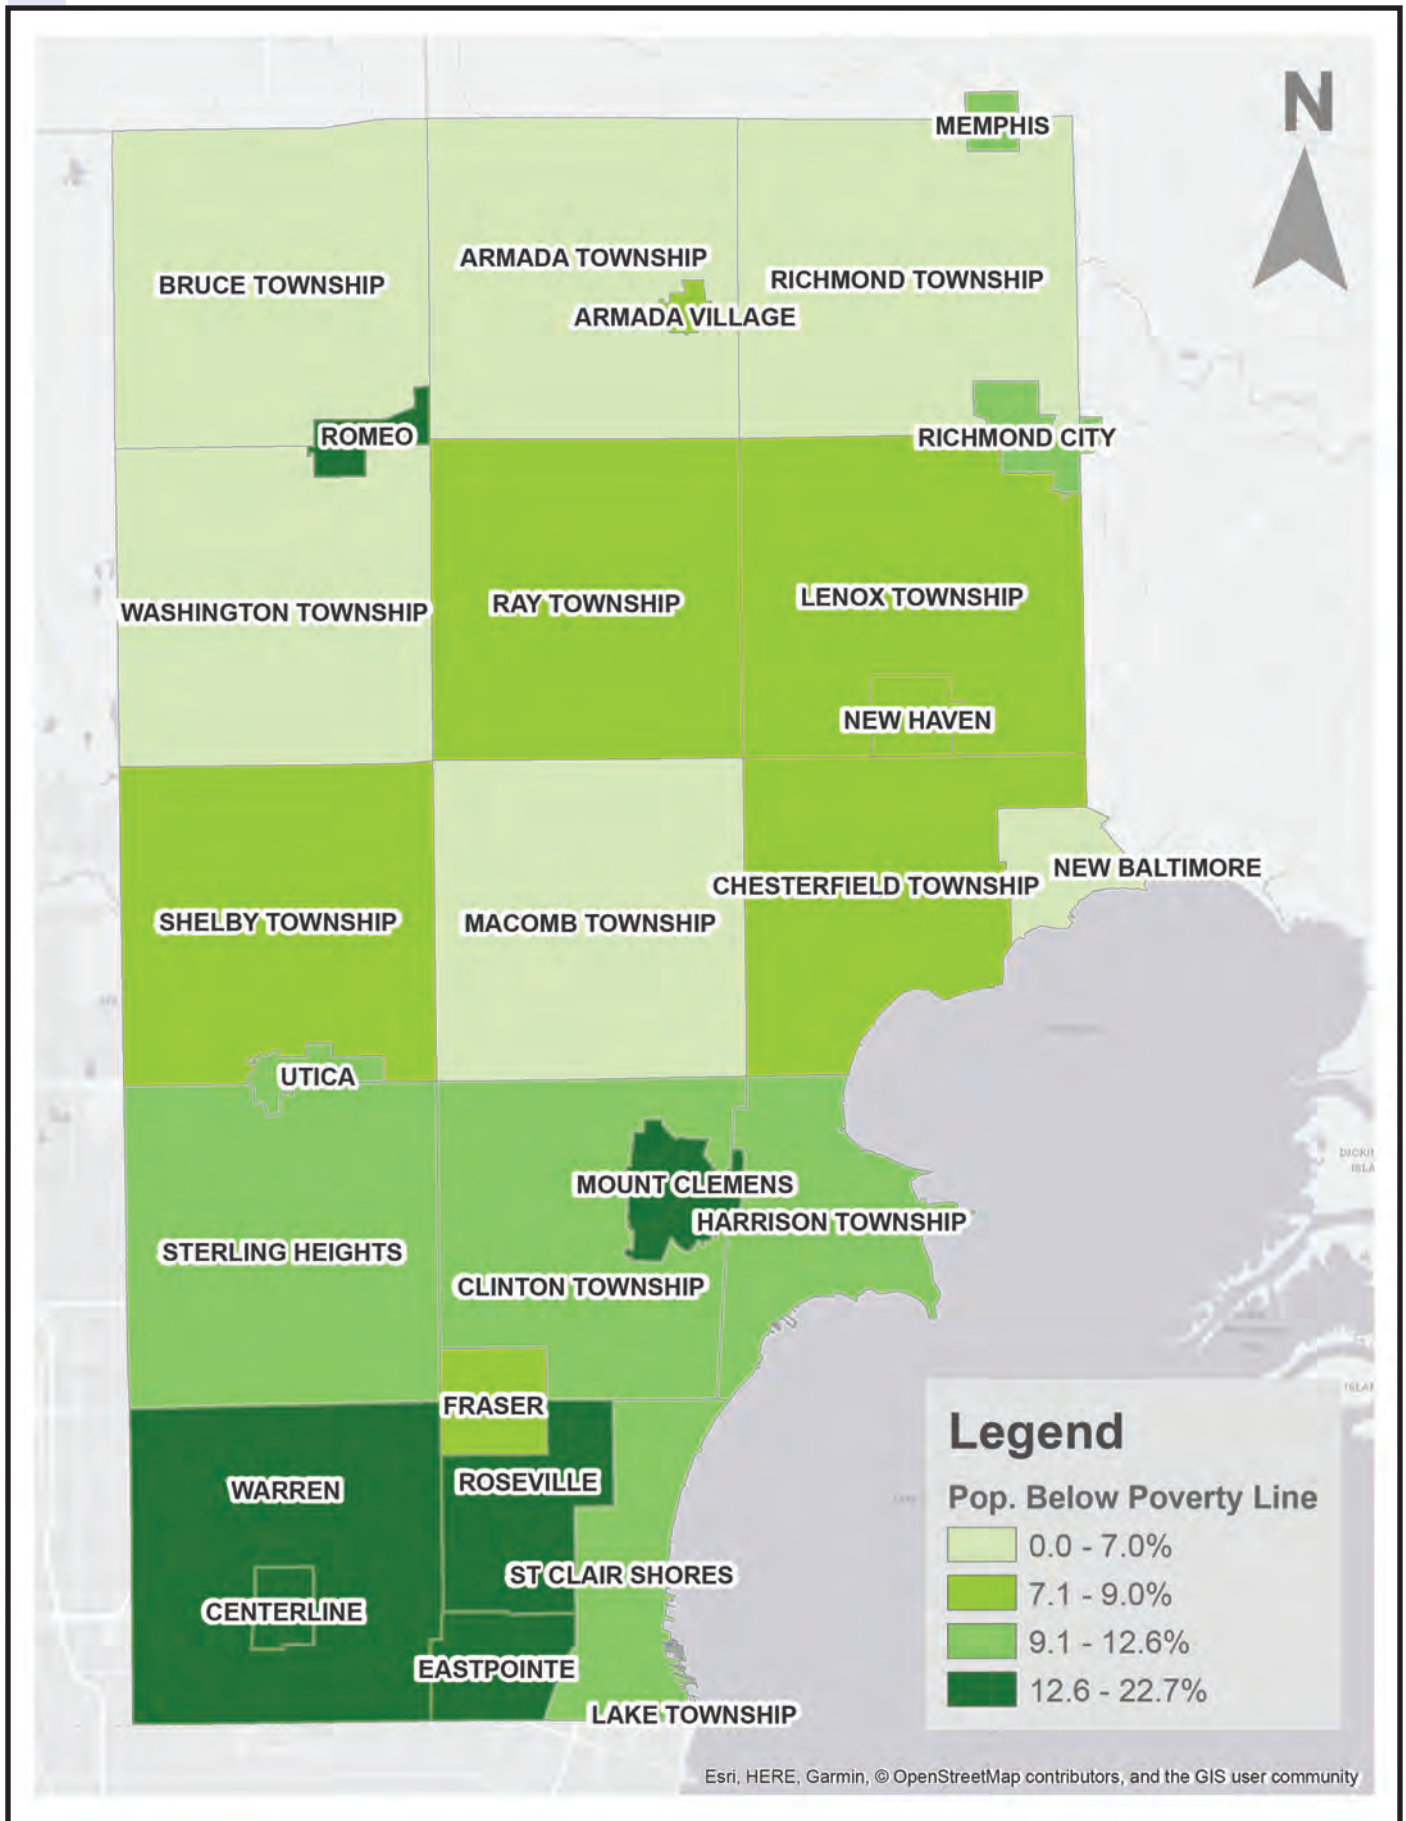 N
MEMPHIS
ARMADA TOWNSHIP
BRUCE TOWNSHIP
RICHMOND TOWNSHIP
ARMADA VILLAGE
ROMEO
RICHMOND CITY
WASHINGTON TOWNSHIP
RAY TOWNSHIP
LENOX TOWNSHIP
NEW HAVEN
NEW BALTIMORE
CHESTERFIELD TOWNSHIP
SHELBY TOWNSHIP
MACOMB TOWNSHIP
UTICA
DICKI
ISLA
MOUNT CLEMENS
HARRISON TOWNSHIP
STERLING HEIGHTS
CLINTON TOWNSHIP
ISLAN
FRASER
WARREN
ROSEVILLE
ST CLAIR SHORES
CENTERLINE
EASTPOINTE
LAKE TOWNSHIP
Legend
Pop. Below Poverty Line
0.0 - 7.0%
7.1 - 9.0%
9.1 - 12.6%
12.6 - 22.7%
Esri, HERE, Garmin, © OpenStreetMap contributors, and the GIS user community